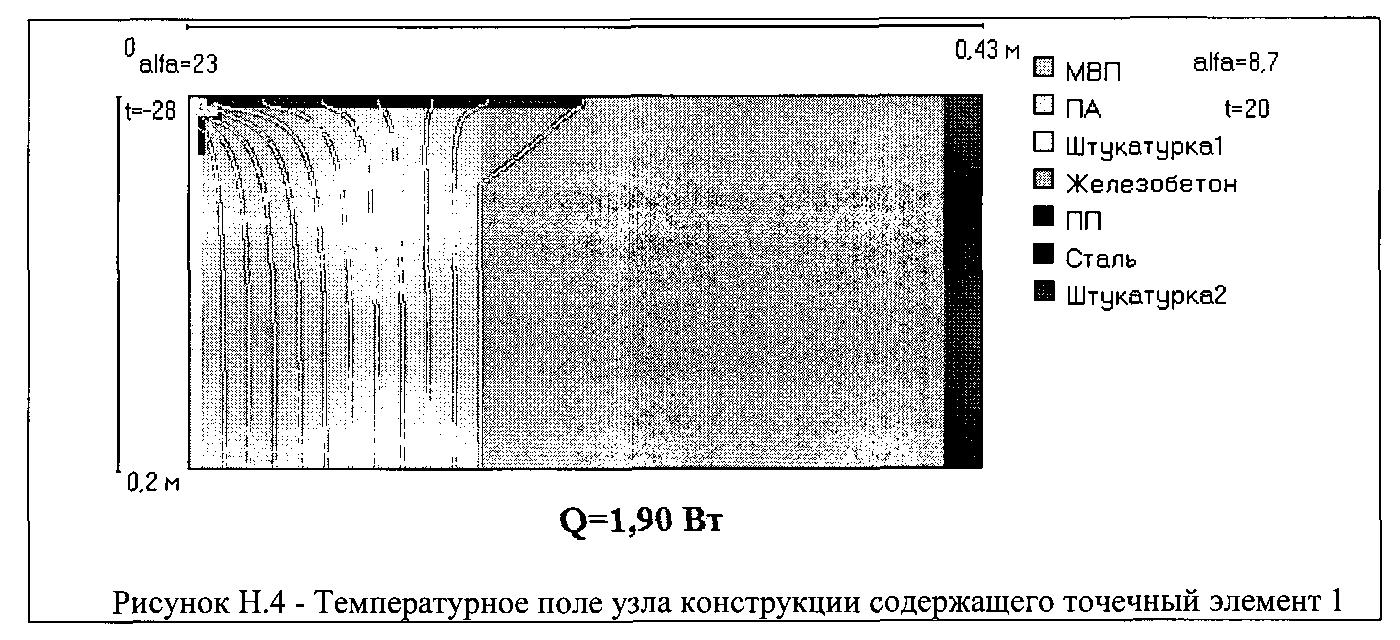 0
0,43 м
alfa=23
t=-28
МВП
alfa=8,7
ПА
t=20
Штукатурка1
Железобетон
ПП
Сталь
Штукатурка2
0,2 м
Q=1,90 Вт
Рисунок Н.4 - Температурное поле узла конструкции содержащего точечный элемент 1